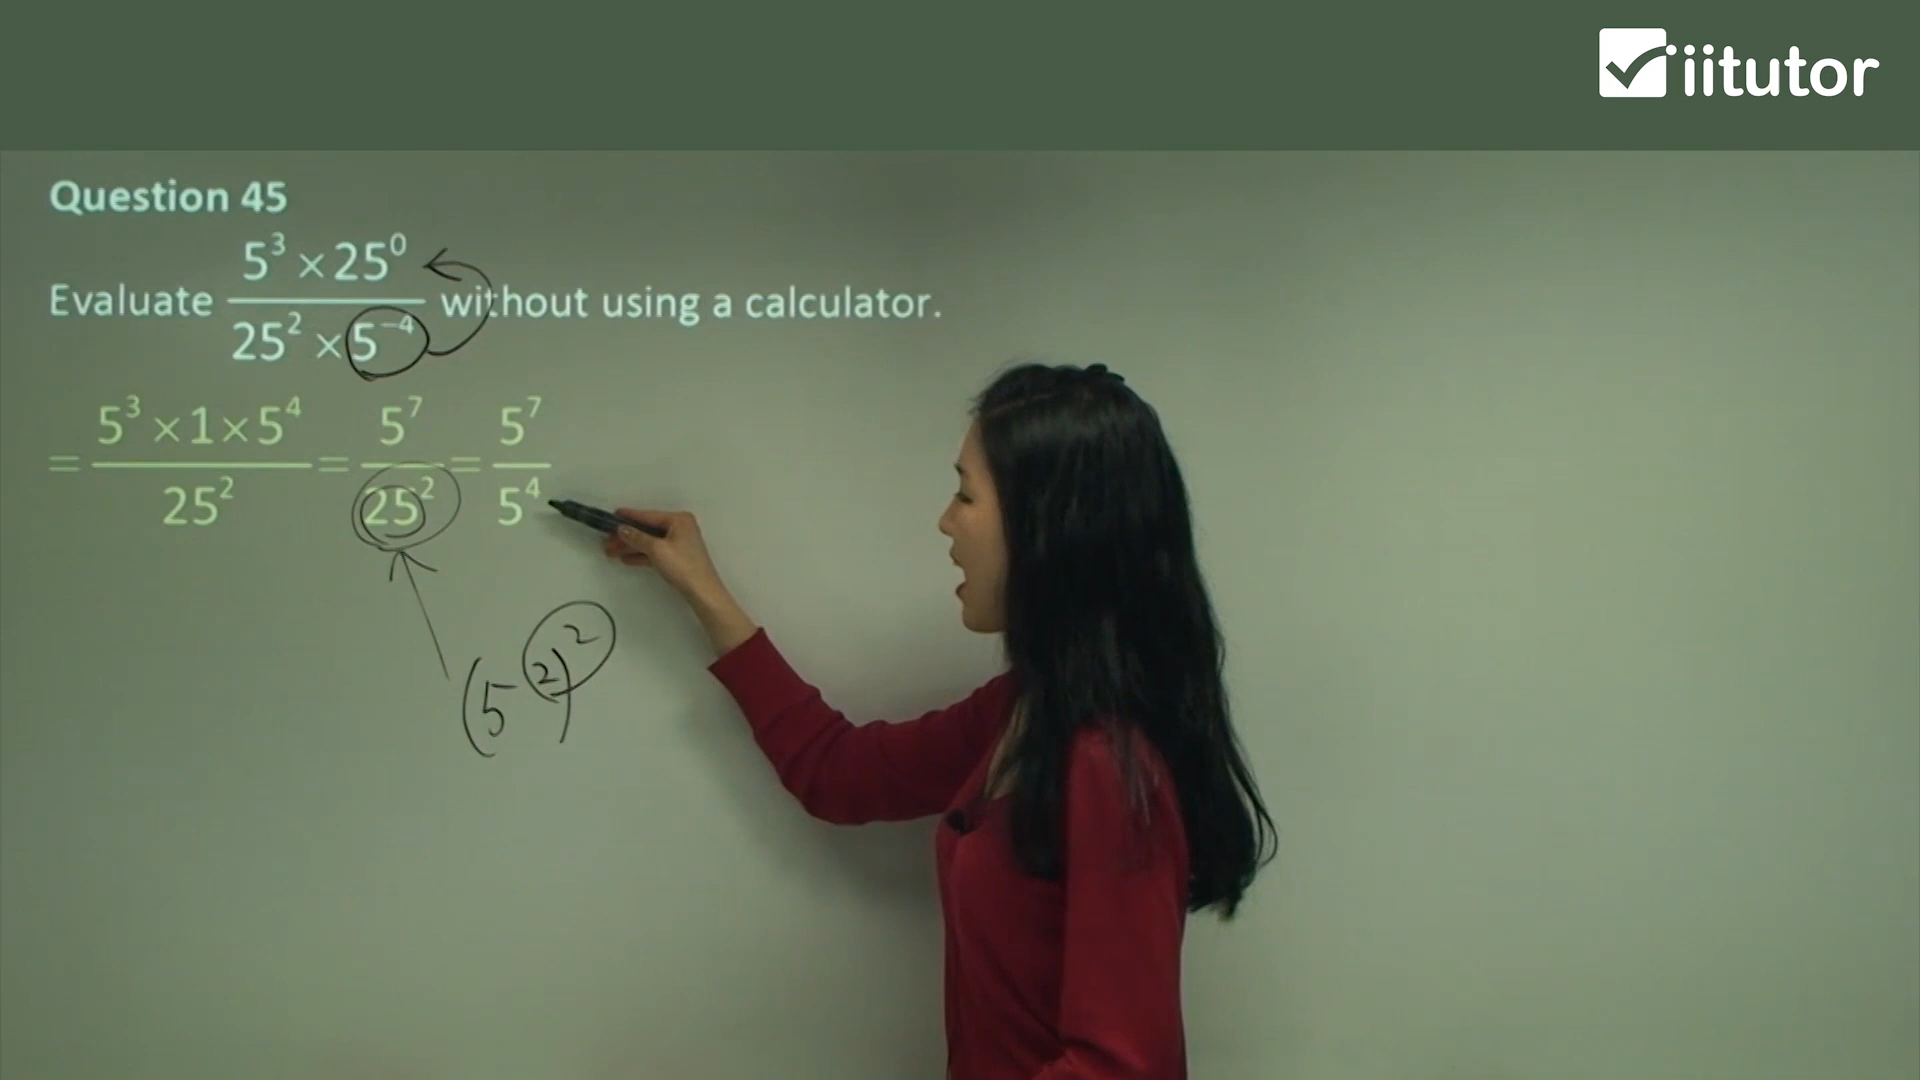 iitutor
Question 45
Evaluate (5³ × 25⁰)/(25² × 5⁻⁴) without using a calculator.
= (5³ × 1 × 5⁴)/25² = 5⁷/25² = 5⁷/5⁴
(5²)²